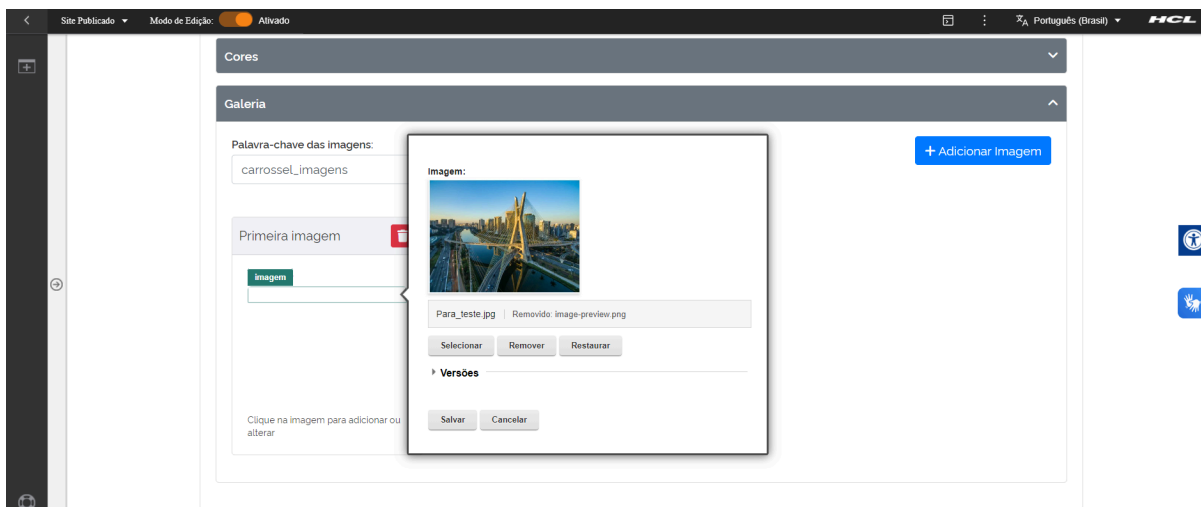 Site Publicado
Modo de Edição:
Ativado
Português (Brasil)
HCL
Cores
Galeria
Palavra-chave das imagens:
carrossel_imagens
+ Adicionar Imagem
Imagem:
Primeira imagem
imagem
Para_teste.jpg
Removido: image-preview.png
Selecionar
Remover
Restaurar
Versões
Clique na imagem para adicionar ou
alterar
Salvar
Cancelar